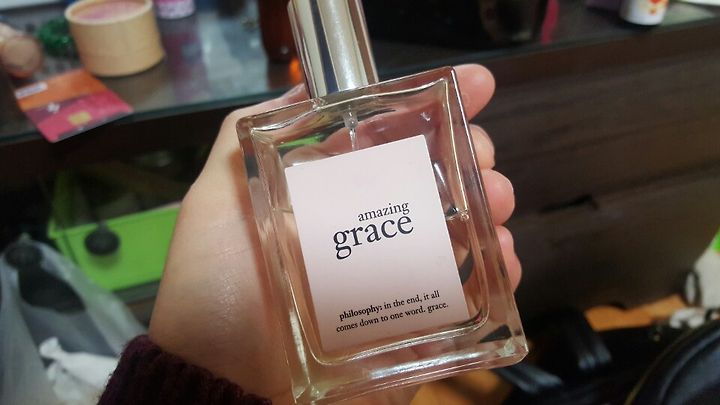 amazing
grace
philosophy: in the end, it all
comes down to one word. grace.